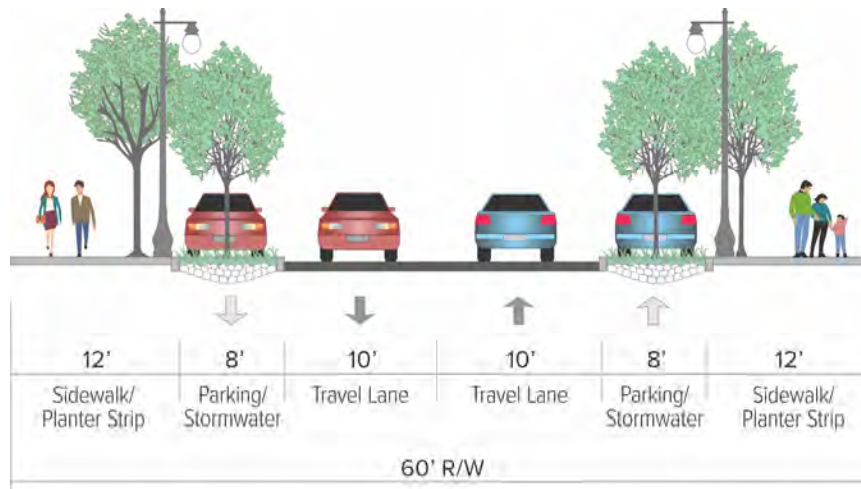 12' 8' 10' 10' 8' 12'
Sidewalk/ Parking/ Travel Lane Travel Lane Parking/ Sidewalk/
Planter Strip Stormwater Stormwater Planter Strip
60' R/W